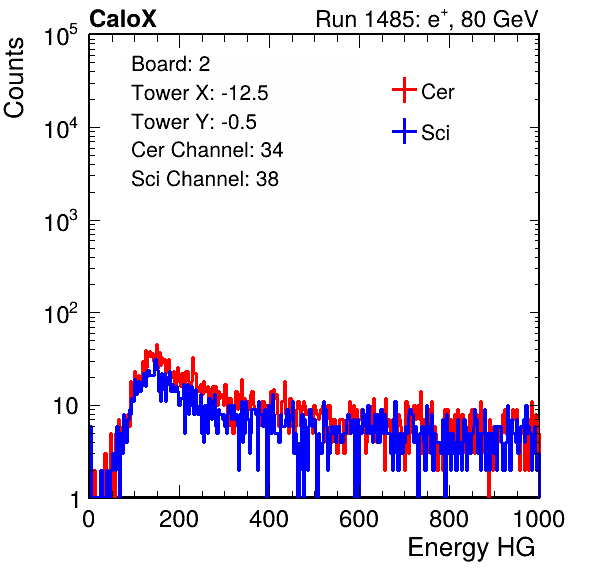 CaloX Run 1485: e⁺, 80 GeV
Counts
10⁵
10⁴
10³
10²
10
1
Board: 2
Tower X: -12.5
Tower Y: -0.5
Cer Channel: 34
Sci Channel: 38
Cer
Sci
0 200 400 600 800 1000
Energy HG